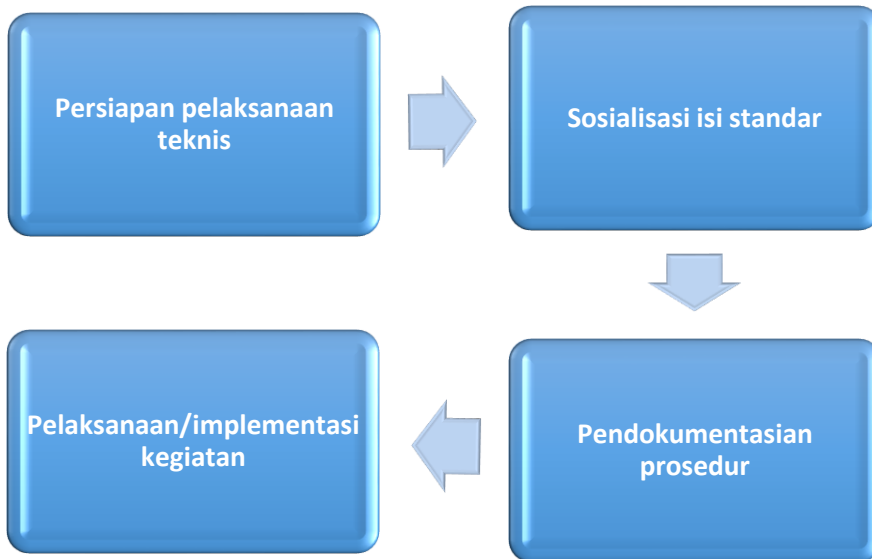 Persiapan pelaksanaan
teknis
Sosialisasi isi standar
Pendokumentasian
prosedur
Pelaksanaan/implementasi
kegiatan